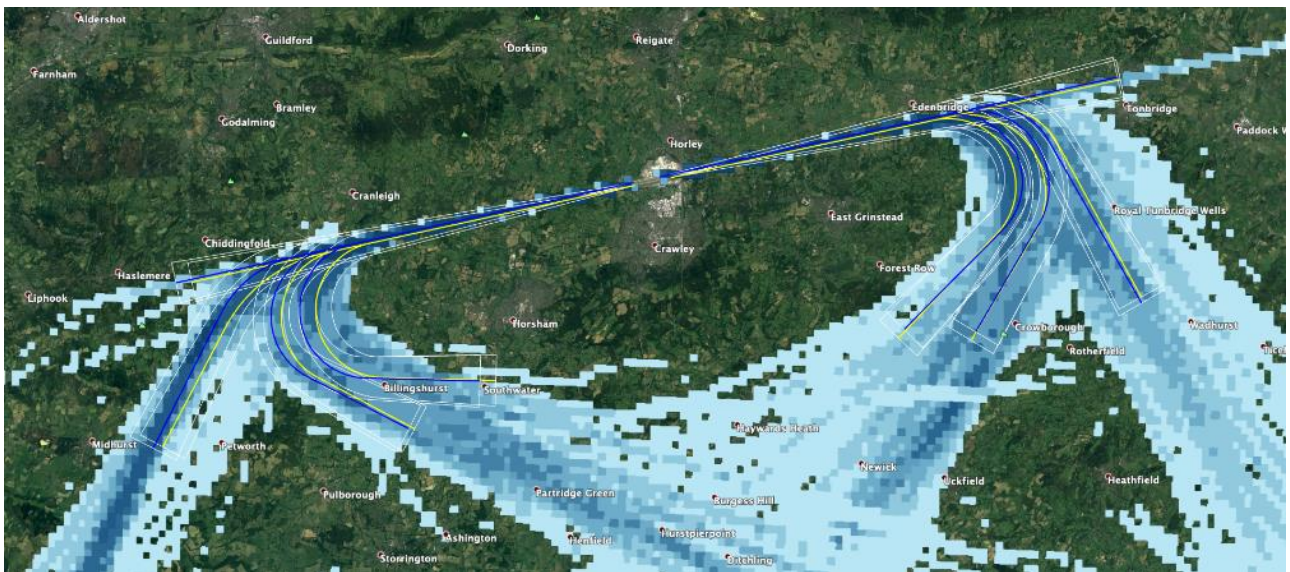 Aldershot
Guildford
Dorking
Reigate
Farnham
Bramley
Godalming
Edenbridge
Tonbridge
Paddock W
Horley
Cranleigh
East Grinstead
Royal Tunbridge Wells
Chiddingfold
Crawley
Haslemere
Forest Row
Liphook
Horsham
Crowborough
Wadhurst
Rotherfield
Ticeh
Billingshurst
Southwater
Haywards Heath
Midhurst
Petworth
Newick
Uckfield
Heathfield
Pulborough
Partridge Green
Burgess Hill
Ashington
Henfield
Hurstpierpoint
Storrington
Ditchling